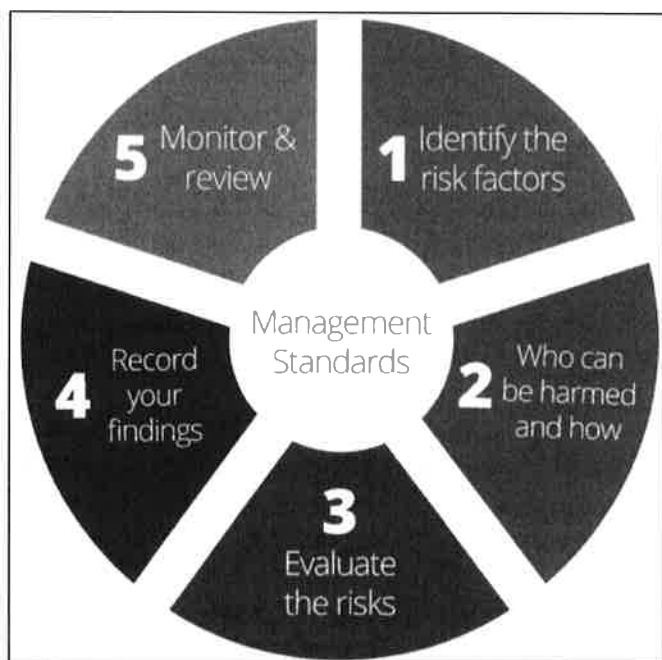 1 Identify the
risk factors
2 Who can
be harmed
and how
3
Evaluate
the risks
4 Record
your
findings
5 Monitor &
review
Management
Standards